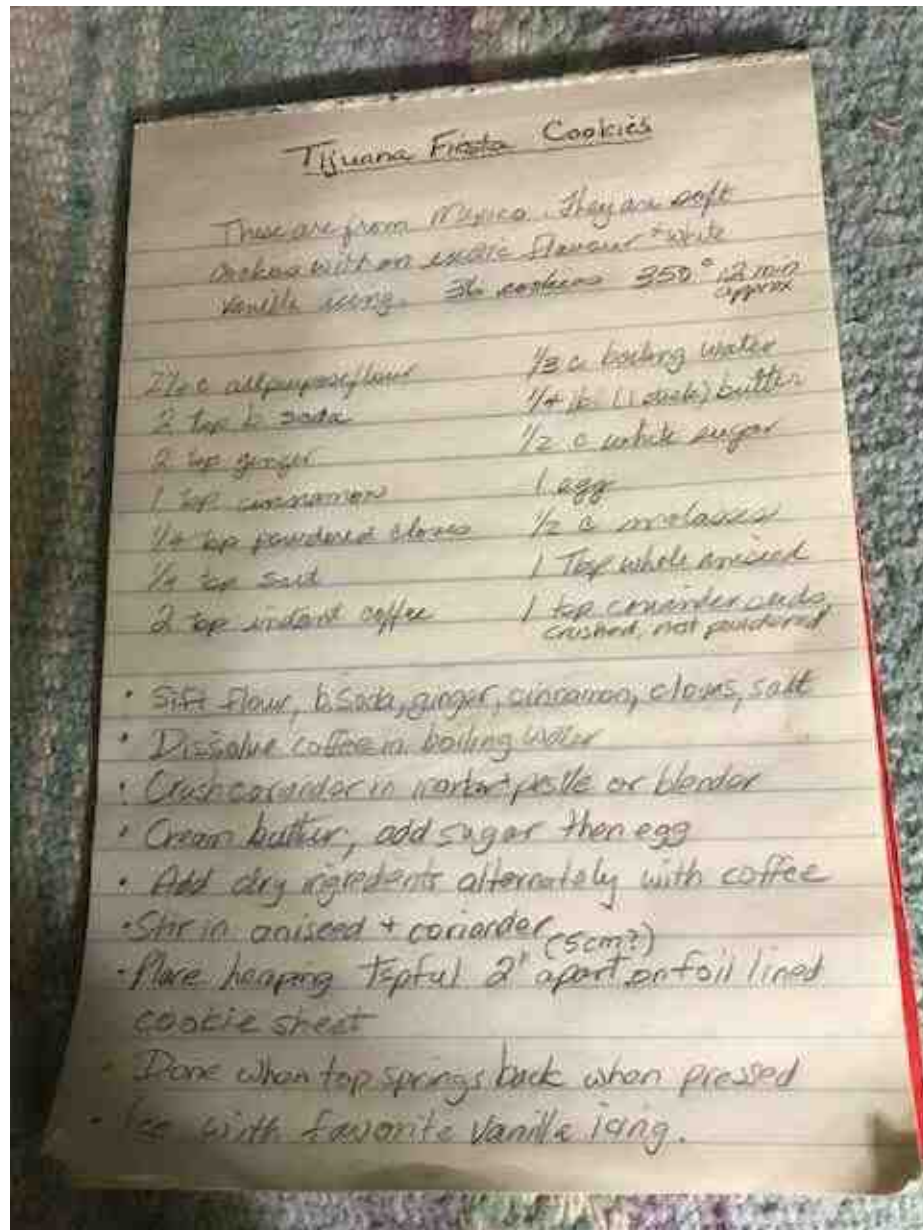 Tijuana Fiesta Cookies
These are from Mexico. They are soft
cookies with an exotic flavour + white
vanilla icing. 36 cookies 350° 12 min
approx
c allpurpose flour
2 tsp b. soda
2 tsp ginger
1 tsp cinnamon
1/4 tsp powdered cloves
1/4 tsp salt
2 tsp instant coffee
1/3 c boiling water
1/4 lb (1 stick) butter
1/2 c white sugar
1 egg
1/2 c molasses
1 Tbsp whole aniseed
1 tsp coriander seeds,
crushed, not powdered
• Sift flour, b. soda, ginger, cinnamon, cloves, salt
• Dissolve coffee in boiling water
• Crush coriander in mortar + pestle or blender
• Cream butter, add sugar then egg
• Add dry ingredients alternately with coffee
• Stir in aniseed + coriander
(5cm?)
• Place heaping Tspful 2" apart on foil lined
cookie sheet
• Done when top springs back when pressed
• Ice with favorite vanilla icing.